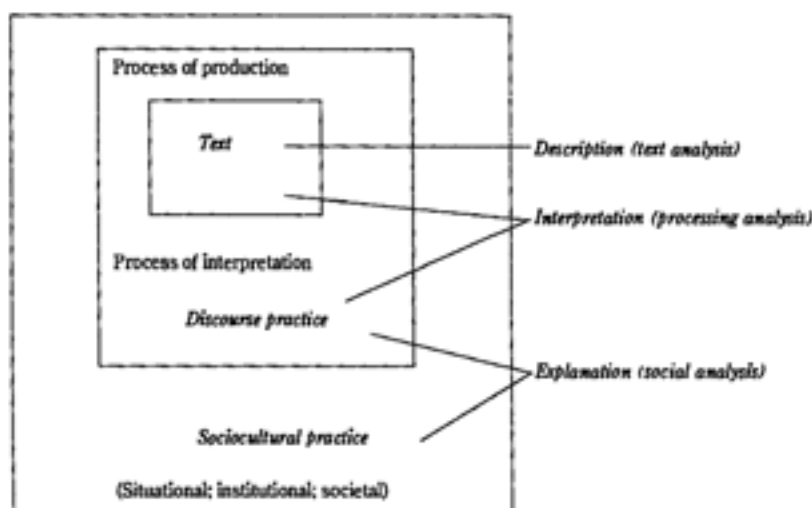 Process of production
Text
Description (text analysis)
Interpretation (processing analysis)
Process of interpretation
Discourse practice
Explanation (social analysis)
Sociocultural practice
(Situational; institutional; societal)